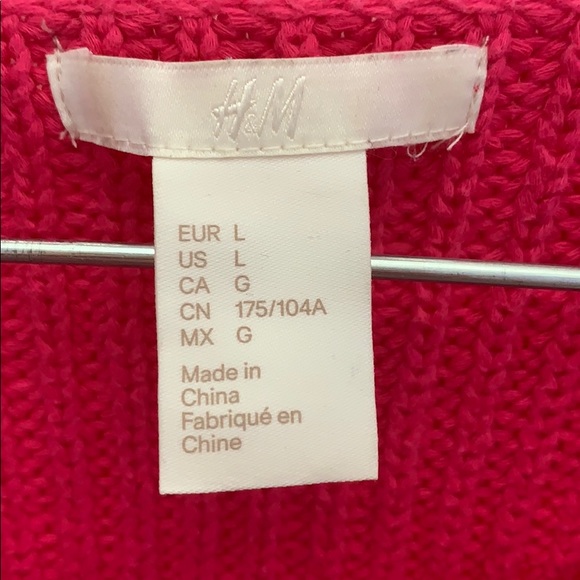 H&M
EUR L
US L
CA G
CN 175/104A
MX G
Made in
China
Fabriqué en
Chine